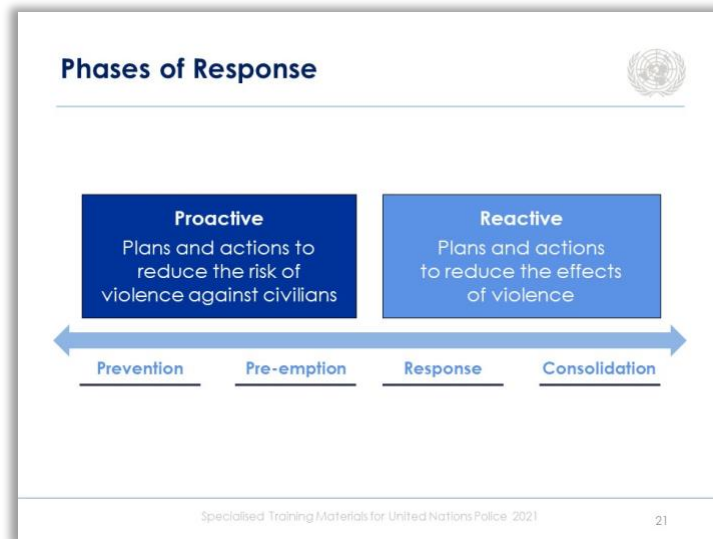 Phases of Response
Proactive
Plans and actions to
reduce the risk of
violence against civilians
Reactive
Plans and actions
to reduce the effects
of violence
Prevention
Pre-emption
Response
Consolidation
Specialised Training Materials for United Nations Police 2021
21